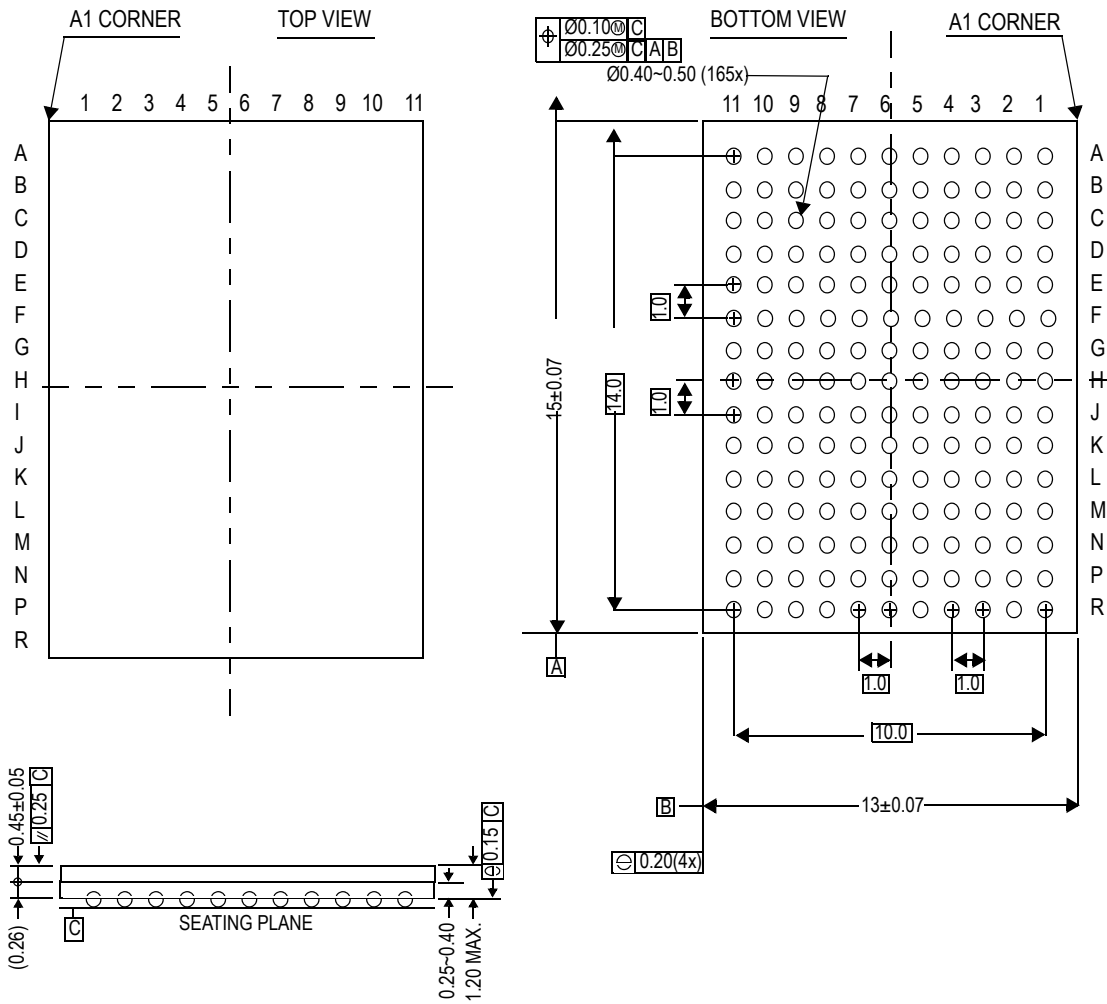 A1 CORNER
TOP VIEW
1 2 3 4 5 6 7 8 9 10 11
A
B
C
D
E
F
G
H
I
J
K
L
M
N
P
R
Ø0.10Ⓜ C
Ø0.25Ⓜ C A B
Ø0.40~0.50 (165x)
BOTTOM VIEW
A1 CORNER
11 10 9 8 7 6 5 4 3 2 1
A
B
C
D
E
F
G
H
J
K
L
M
N
P
R
1.0
1.0
15±0.07
14.0
A
1.0
1.0
10.0
B
13±0.07
0.20(4x)
0.45±0.05
// 0.25 C
0.15 C
(0.26)
C
SEATING PLANE
0.25~0.40
1.20 MAX.